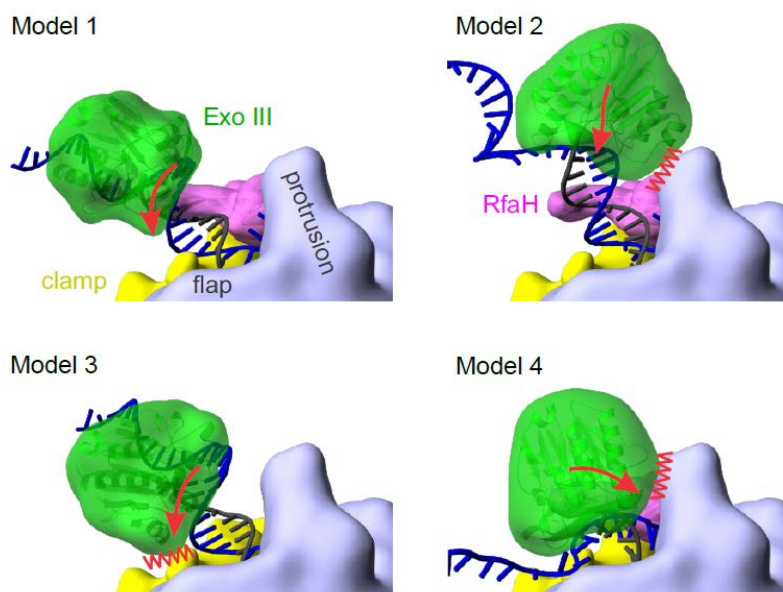 Model 1
Model 2
Exo III
protrusion
RfaH
clamp
flap
Model 3
Model 4